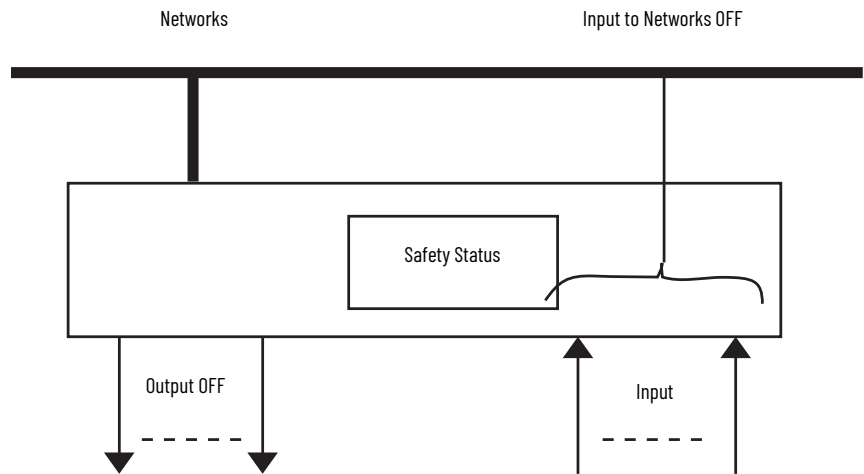 Networks
Input to Networks OFF
Safety Status
Output OFF
Input